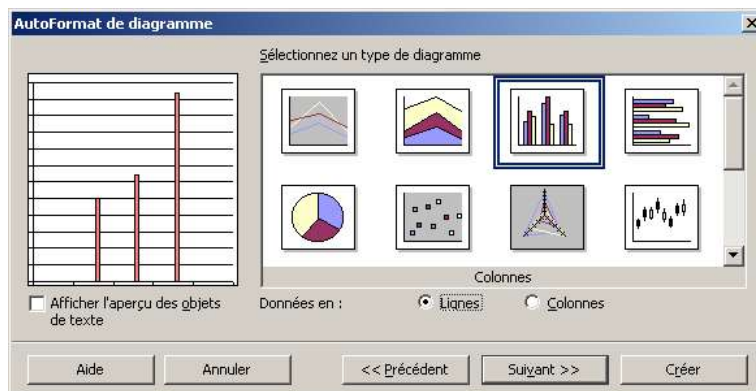 AutoFormat de diagramme
Sélectionnez un type de diagramme
Colonnes
Afficher l'aperçu des objets
de texte
Données en :
Lignes
Colonnes
Aide
Annuler
<< Précédent
Suivant >>
Créer